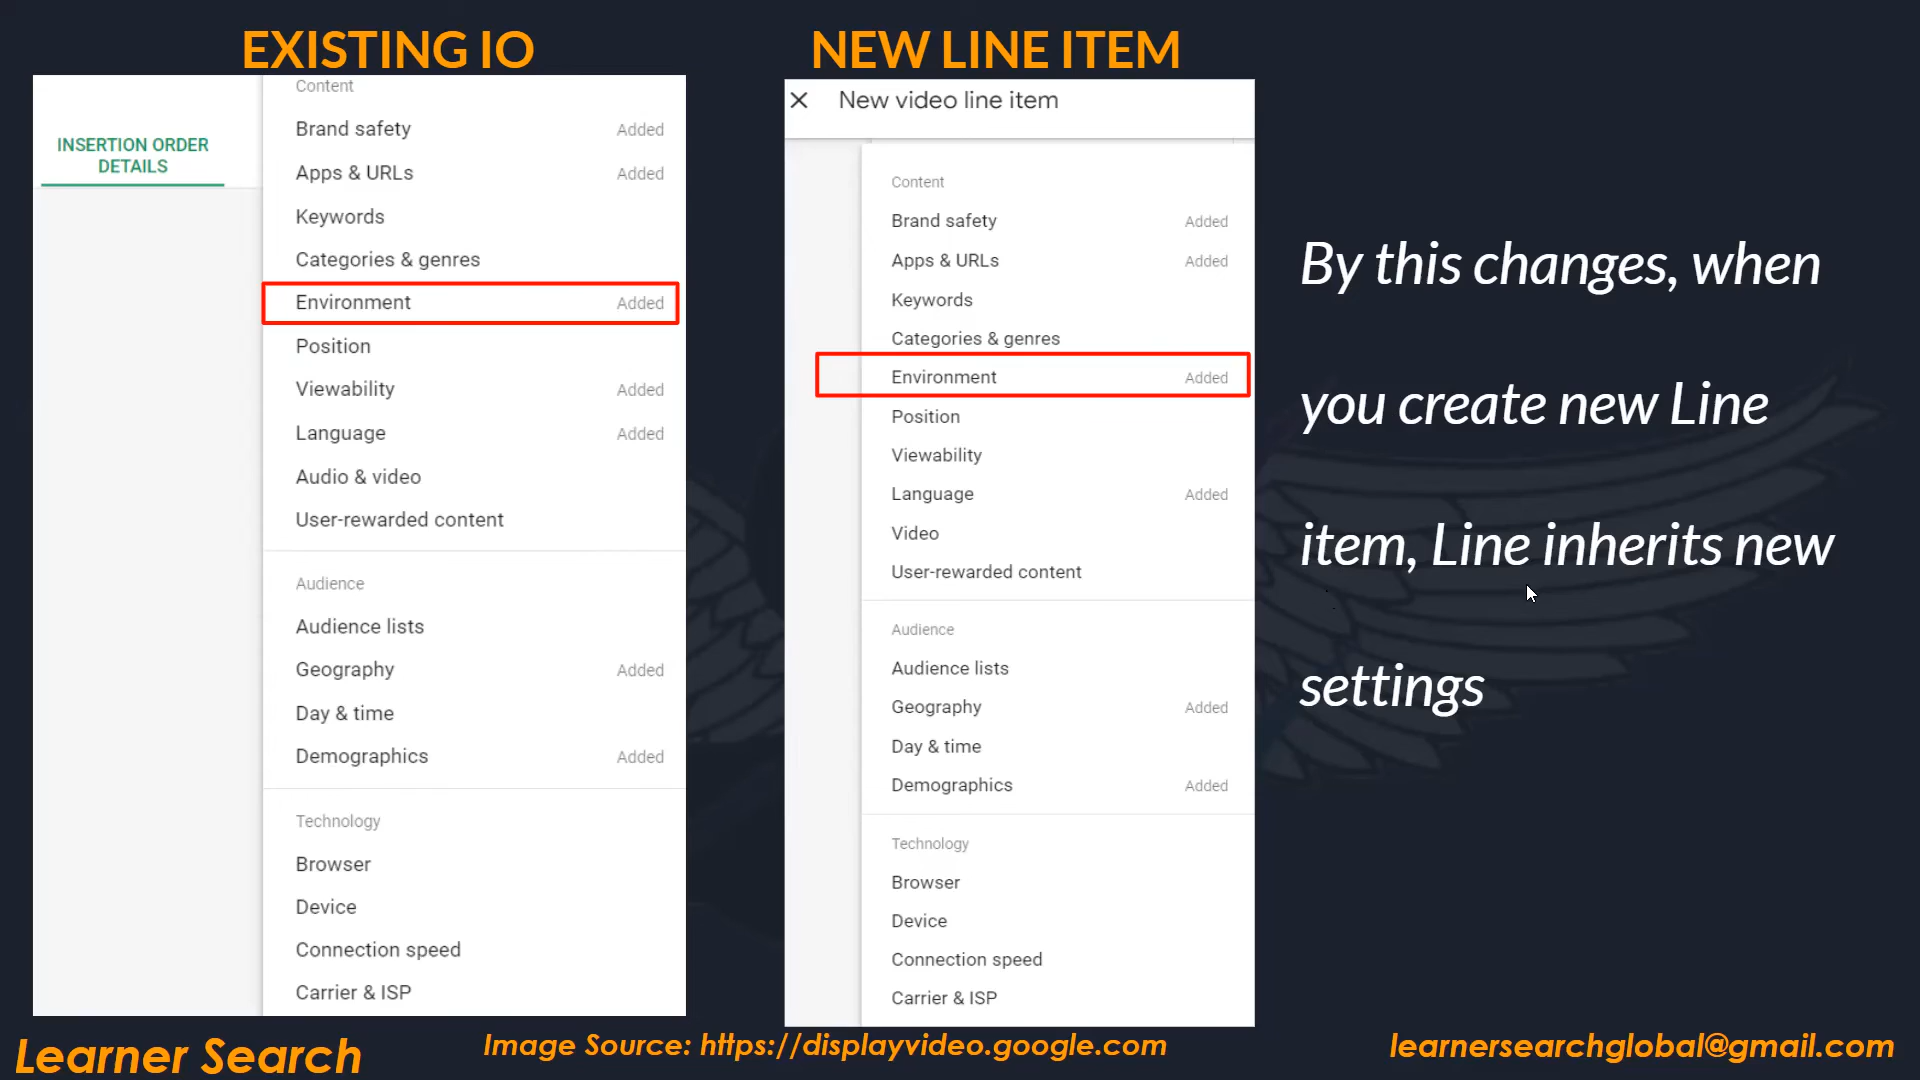 EXISTING IO
NEW LINE ITEM
INSERTION ORDER
DETAILS
Content
Brand safety Added
Apps & URLs Added
Keywords
Categories & genres
Environment Added
Position
Viewability Added
Language Added
Audio & video
User-rewarded content
Audience
Audience lists
Geography Added
Day & time
Demographics Added
Technology
Browser
Device
Connection speed
Carrier & ISP
New video line item
Content
Brand safety Added
Apps & URLs Added
Keywords
Categories & genres
Environment Added
Position
Viewability
Language Added
Video
User-rewarded content
Audience
Audience lists
Geography Added
Day & time
Demographics Added
Technology
Browser
Device
Connection speed
Carrier & ISP
By this changes, when
you create new Line
item, Line inherits new
settings
Learner Search
Image Source: https://displayvideo.google.com
learnersearchglobal@gmail.com